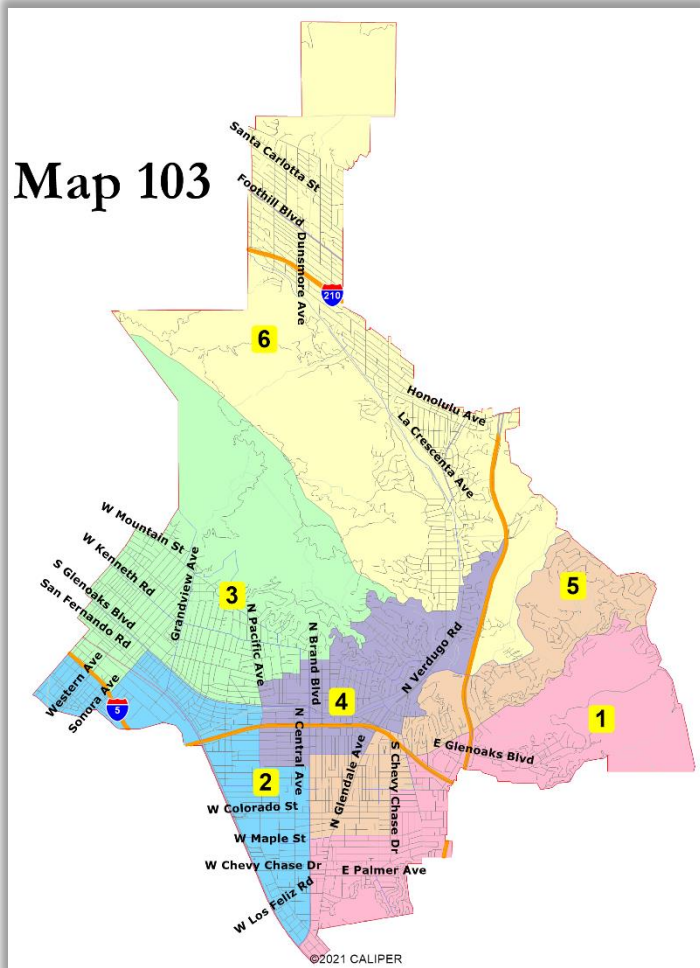 Map 103
Santa Carlotta St
Foothill Blvd
Dunsmore Ave
210
6
Honolulu Ave
La Crescenta Ave
W Mountain St
W Kenneth Rd
S Glenoaks Blvd
San Fernando Rd
Grandview Ave
3
N Pacific Ave
N Brand Blvd
5
N Verdugo Rd
Western Ave
Sonora Ave
5
4
1
N Central Ave
E Glenoaks Blvd
2
N Glendale Ave
S Chevy Chase Dr
W Colorado St
W Maple St
W Chevy Chase Dr
E Palmer Ave
W Los Feliz Rd
©2021 CALIPER